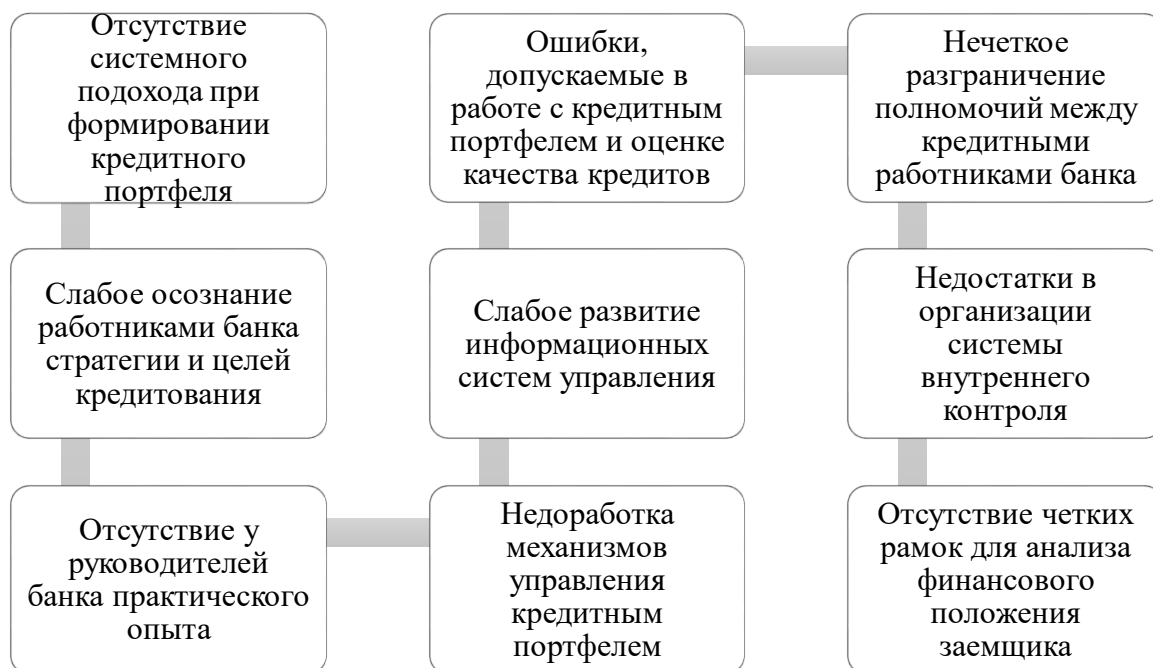 Отсутствие
системного
подохода при
формировании
кредитного
портфеля
Слабое осознание
работниками банка
стратегии и целей
кредитования
Отсутствие у
руководителей
банка практического
опыта
Недоработка
механизмов
управления
кредитным
портфелем
Слабое развитие
информационных
систем управления
Ошибки,
допускаемые в
работе с кредитным
портфелем и оценке
качества кредитов
Нечеткое
разграничение
полномочий между
кредитными
работниками банка
Недостатки в
организации
системы
внутреннего
контроля
Отсутствие четких
рамок для анализа
финансового
положения
заемщика